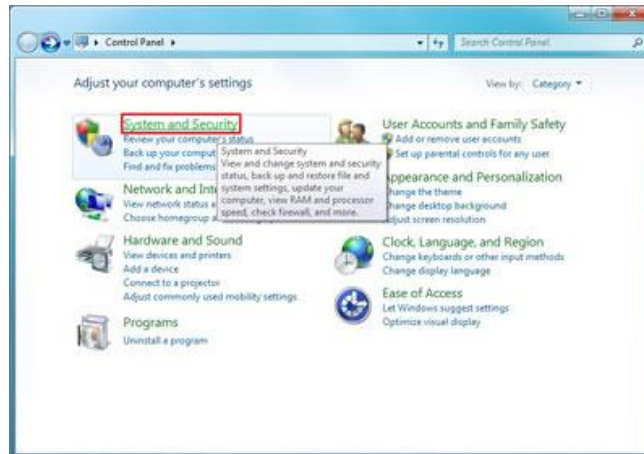 Control Panel
Search Control Panel
Adjust your computer's settings
View by: Category
System and Security
Review your computer's status
Back up your comput
Find and fix problems
System and Security
View and change system and security
status, back up and restore file and
system settings, update your
computer, view RAM and processor
speed, check firewall, and more.
Network and Inte
View network status a
Choose homegroup a
Hardware and Sound
View devices and printers
Add a device
Connect to a projector
Adjust commonly used mobility settings
Programs
Uninstall a program
User Accounts and Family Safety
Add or remove user accounts
Set up parental controls for any user
Appearance and Personalization
Change the theme
Change desktop background
Adjust screen resolution
Clock, Language, and Region
Change keyboards or other input methods
Change display language
Ease of Access
Let Windows suggest settings
Optimize visual display